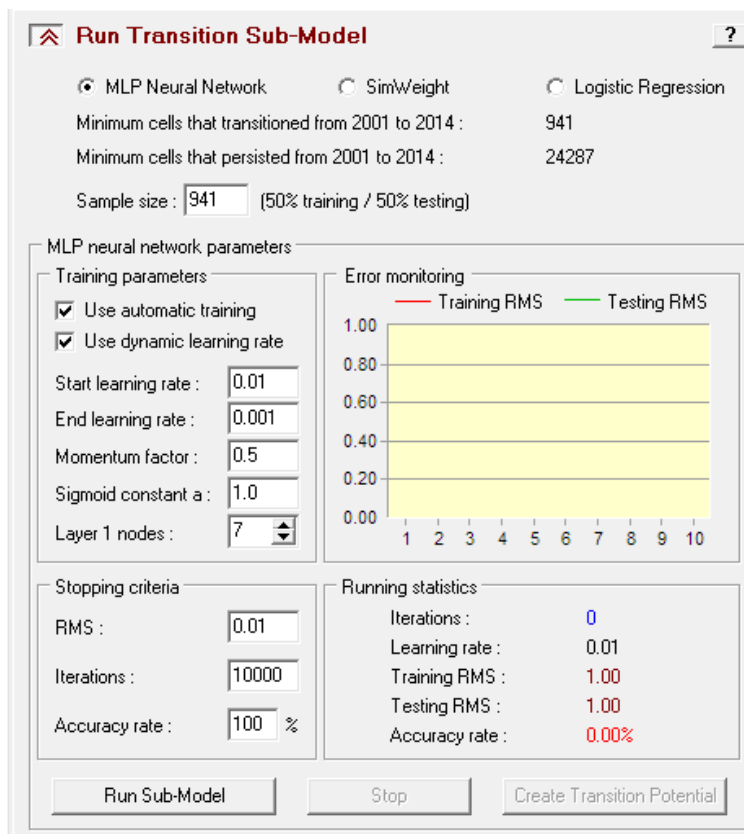 Run Transition Sub-Model
?
MLP Neural Network SimWeight Logistic Regression
Minimum cells that transitioned from 2001 to 2014 : 941
Minimum cells that persisted from 2001 to 2014 : 24287
Sample size : 941 (50% training / 50% testing)
MLP neural network parameters
Training parameters
Use automatic training
Use dynamic learning rate
Start learning rate : 0.01
End learning rate : 0.001
Momentum factor : 0.5
Sigmoid constant a : 1.0
Layer 1 nodes : 7
Error monitoring
Training RMS Testing RMS
1.00
0.80
0.60
0.40
0.20
0.00
1 2 3 4 5 6 7 8 9 10
Stopping criteria
RMS : 0.01
Iterations : 10000
Accuracy rate : 100 %
Running statistics
Iterations : 0
Learning rate : 0.01
Training RMS : 1.00
Testing RMS : 1.00
Accuracy rate : 0.00%
Run Sub-Model Stop Create Transition Potential